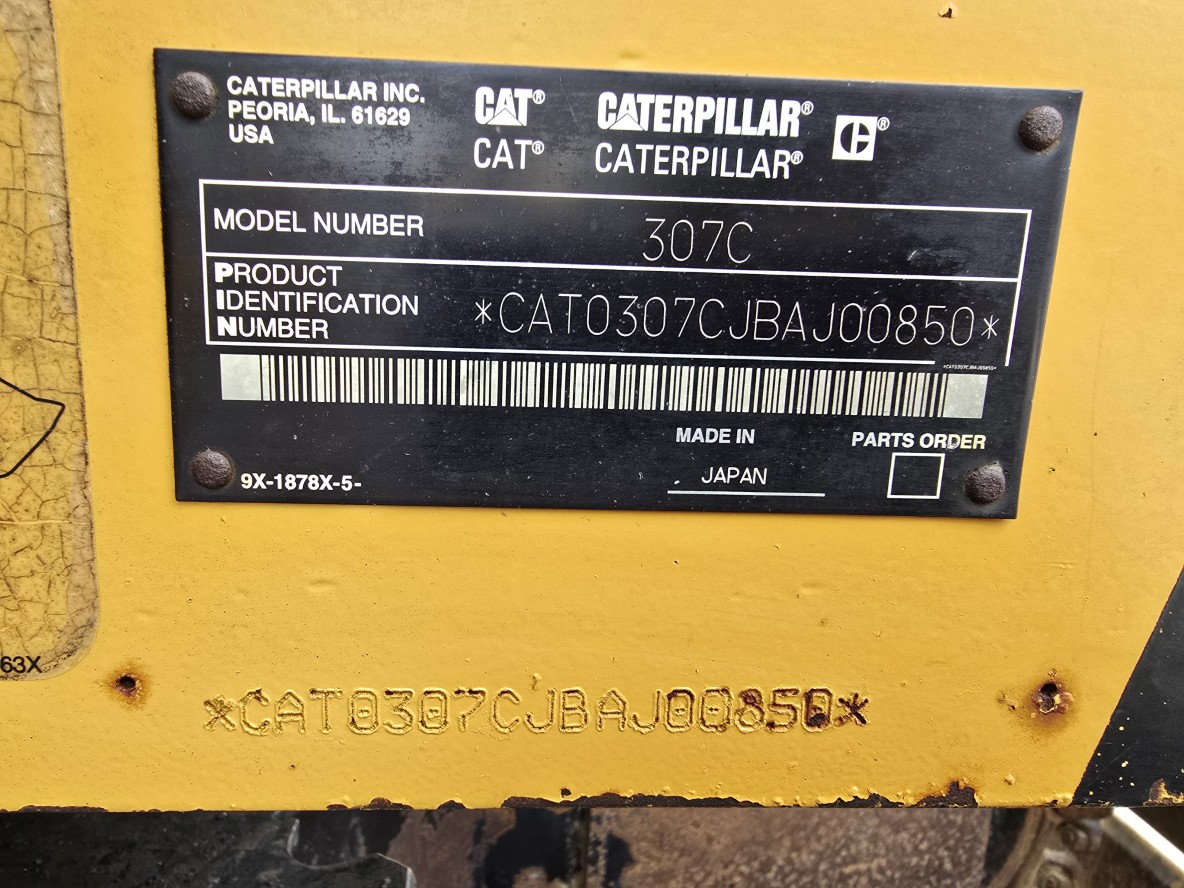 CATERPILLAR INC.
PEORIA, IL. 61629
USA
CAT® CATERPILLAR® C®
CAT® CATERPILLAR®
MODEL NUMBER 307C
PRODUCT
IDENTIFICATION
NUMBER *CAT0307CJBAJ00850*
*CAT0307CJBAJ00850*
MADE IN PARTS ORDER
JAPAN
9X-1878X-5-
63X
*CAT0307CJBAJ00850*